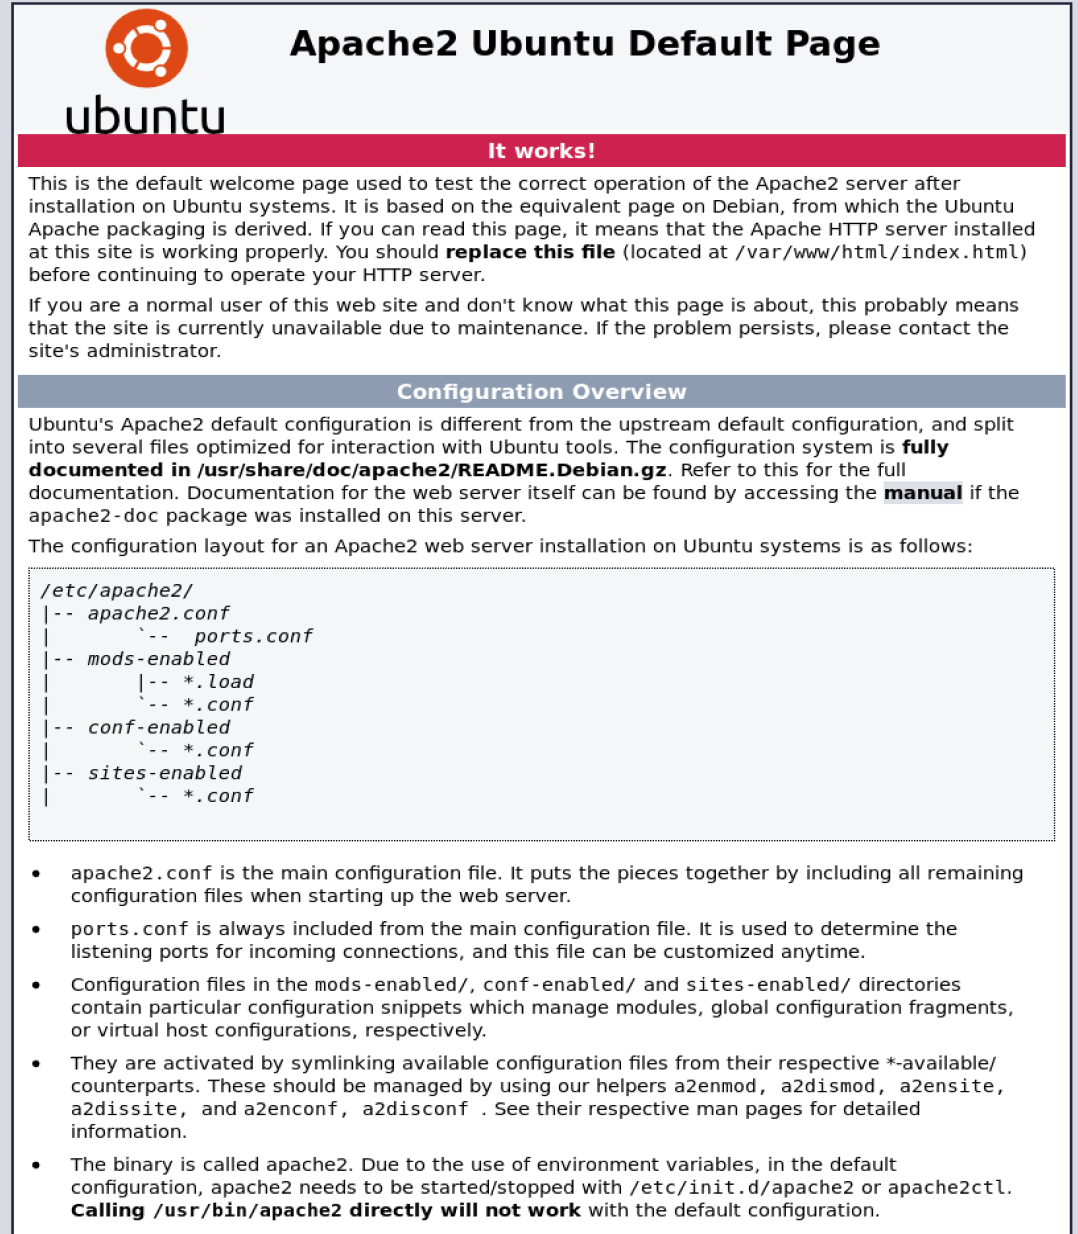 Apache2 Ubuntu Default Page
ubuntu
It works!
This is the default welcome page used to test the correct operation of the Apache2 server after
installation on Ubuntu systems. It is based on the equivalent page on Debian, from which the Ubuntu
Apache packaging is derived. If you can read this page, it means that the Apache HTTP server installed
at this site is working properly. You should replace this file (located at /var/www/html/index.html)
before continuing to operate your HTTP server.
If you are a normal user of this web site and don't know what this page is about, this probably means
that the site is currently unavailable due to maintenance. If the problem persists, please contact the
site's administrator.
Configuration Overview
Ubuntu's Apache2 default configuration is different from the upstream default configuration, and split
into several files optimized for interaction with Ubuntu tools. The configuration system is fully
documented in /usr/share/doc/apache2/README.Debian.gz. Refer to this for the full
documentation. Documentation for the web server itself can be found by accessing the manual if the
apache2-doc package was installed on this server.
The configuration layout for an Apache2 web server installation on Ubuntu systems is as follows:
/etc/apache2/
|-- apache2.conf
|       `--  ports.conf
|-- mods-enabled
|       |-- *.load
|       `-- *.conf
|-- conf-enabled
|       `-- *.conf
|-- sites-enabled
|       `-- *.conf
• apache2.conf is the main configuration file. It puts the pieces together by including all remaining
configuration files when starting up the web server.
• ports.conf is always included from the main configuration file. It is used to determine the
listening ports for incoming connections, and this file can be customized anytime.
• Configuration files in the mods-enabled/, conf-enabled/ and sites-enabled/ directories
contain particular configuration snippets which manage modules, global configuration fragments,
or virtual host configurations, respectively.
• They are activated by symlinking available configuration files from their respective *-available/
counterparts. These should be managed by using our helpers a2enmod, a2dismod, a2ensite,
a2dissite, and a2enconf, a2disconf . See their respective man pages for detailed
information.
• The binary is called apache2. Due to the use of environment variables, in the default
configuration, apache2 needs to be started/stopped with /etc/init.d/apache2 or apache2ctl.
Calling /usr/bin/apache2 directly will not work with the default configuration.